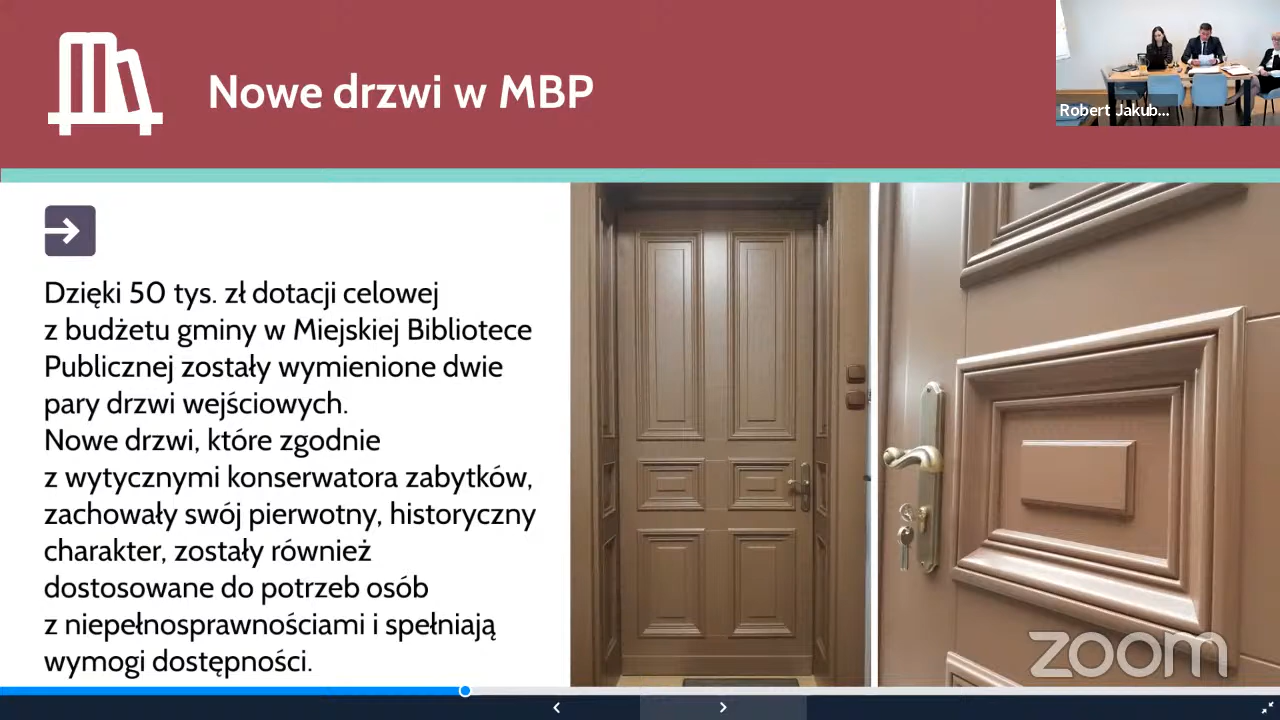 Nowe drzwi w MBP
Robert Jakub...
Dzięki 50 tys. zł dotacji celowej
z budżetu gminy w Miejskiej Bibliotece
Publicznej zostały wymienione dwie
pary drzwi wejściowych.
Nowe drzwi, które zgodnie
z wytycznymi konserwatora zabytków,
zachowały swój pierwotny, historyczny
charakter, zostały również
dostosowane do potrzeb osób
z niepełnosprawnościami i spełniają
wymogi dostępności.
zoom